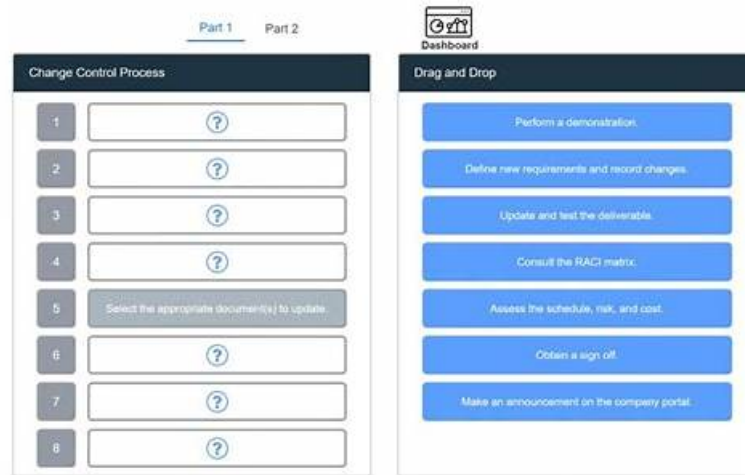 Part 1 Part 2
Dashboard
Change Control Process
1
?
2
?
3
?
4
?
5
Select the appropriate document(s) to update.
6
?
7
?
8
?
Drag and Drop
Perform a demonstration.
Define new requirements and record changes.
Update and test the deliverable.
Consult the RACI matrix.
Assess the schedule, risk, and cost.
Obtain a sign off.
Make an announcement on the company portal.